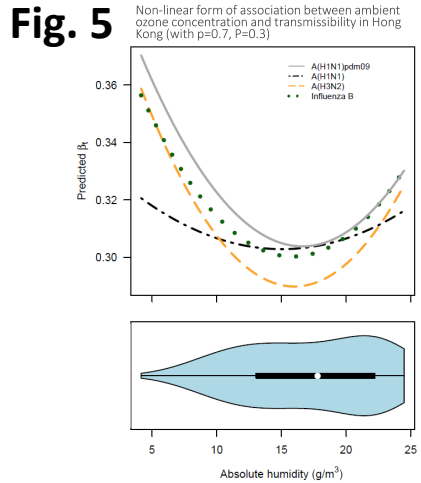 Fig. 5
Non-linear form of association between ambient
ozone concentration and transmissibility in Hong
Kong (with p=0.7, P=0.3)
A(H1N1)pdm09
A(H1N1)
A(H3N2)
Influenza B
Predicted βt
0.36
0.34
0.32
0.30
5 10 15 20 25
Absolute humidity (g/m³)